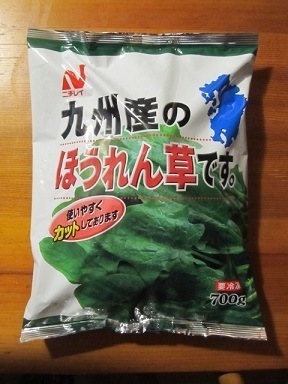 ニチレイ
九州産の
ほうれん草です。
使いやすく
カットしてあります
要冷凍
700g